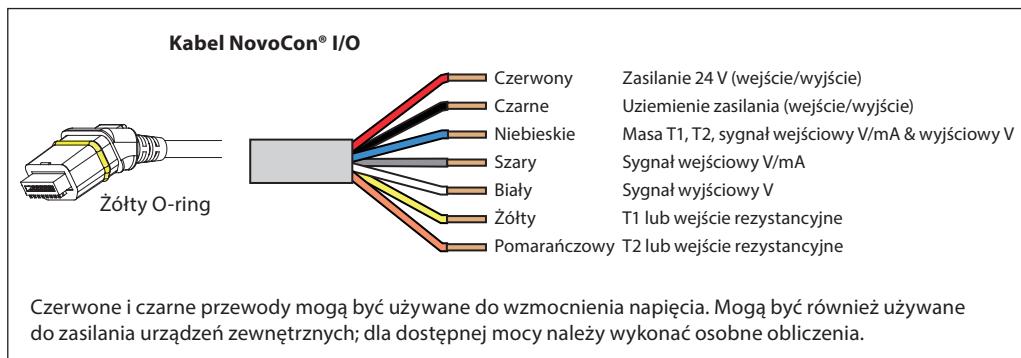 Kabel NovoCon® I/O
Czerwony Zasilanie 24 V (wejście/wyjście)
Czarne Uziemienie zasilania (wejście/wyjście)
Niebieskie Masa T1, T2, sygnał wejściowy V/mA & wyjściowy V
Szary Sygnał wejściowy V/mA
Biały Sygnał wyjściowy V
Żółty T1 lub wejście rezystancyjne
Pomarańczowy T2 lub wejście rezystancyjne
Żółty O-ring
Czerwone i czarne przewody mogą być używane do wzmocnienia napięcia. Mogą być również używane
do zasilania urządzeń zewnętrznych; dla dostępnej mocy należy wykonać osobne obliczenia.